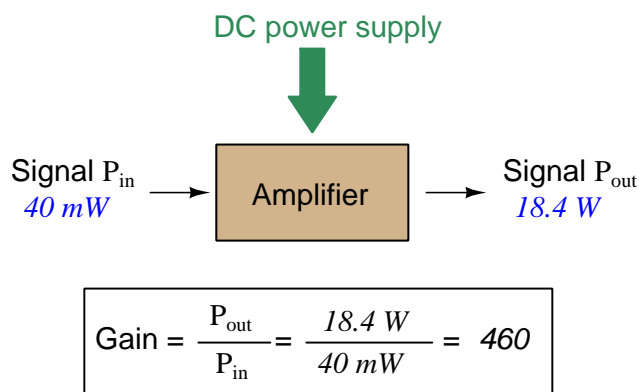 DC power supply
Signal Pin
40 mW
Amplifier
Signal Pout
18.4 W
Gain = Pout / Pin = 18.4 W / 40 mW = 460